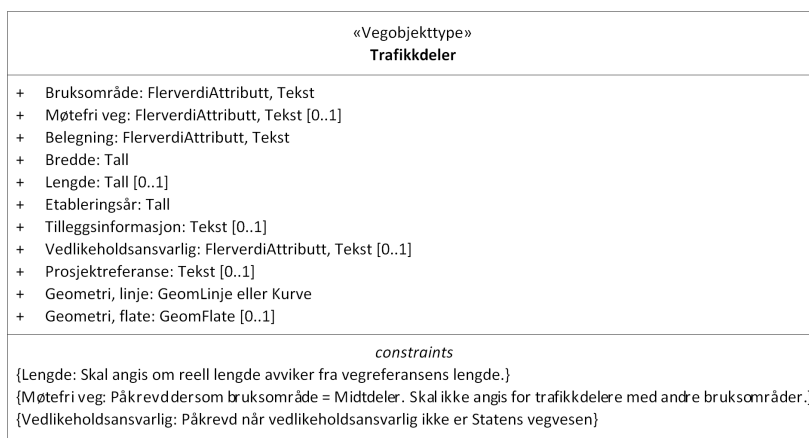 «Vegobjekttype»
Trafikkdeler
+ Bruksområde: FlerverdiAttributt, Tekst
+ Møtefri veg: FlerverdiAttributt, Tekst [0..1]
+ Belegning: FlerverdiAttributt, Tekst
+ Bredde: Tall
+ Lengde: Tall [0..1]
+ Etableringsår: Tall
+ Tilleggsinformasjon: Tekst [0..1]
+ Vedlikeholdsansvarlig: FlerverdiAttributt, Tekst [0..1]
+ Prosjektreferanse: Tekst [0..1]
+ Geometri, linje: GeomLinje eller Kurve
+ Geometri, flate: GeomFlate [0..1]
constraints
{Lengde: Skal angis om reell lengde avviker fra vegreferansens lengde.}
{Møtefri veg: Påkrevd dersom bruksområde = Midtdeler. Skal ikke angis for trafikkdelere med andre bruksområder.}
{Vedlikeholdsansvarlig: Påkrevd når vedlikeholdsansvarlig ikke er Statens vegvesen}